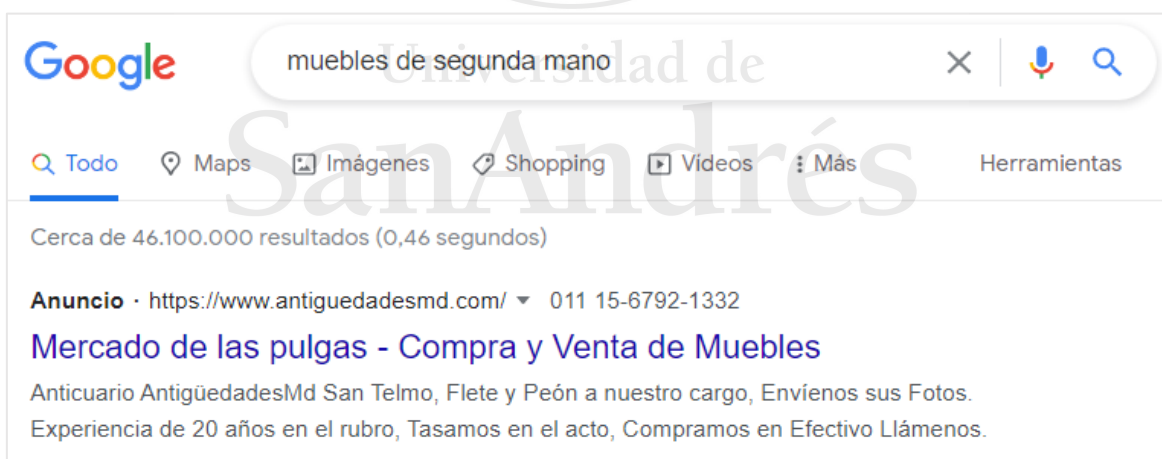 Universidad de
SanAndrés
Google muebles de segunda mano
Todo Maps Imágenes Shopping Vídeos Más Herramientas
Cerca de 46.100.000 resultados (0,46 segundos)
Anuncio · https://www.antiguedadesmd.com/ 011 15-6792-1332
Mercado de las pulgas - Compra y Venta de Muebles
Anticuario AntigüedadesMd San Telmo, Flete y Peón a nuestro cargo, Envíenos sus Fotos.
Experiencia de 20 años en el rubro, Tasamos en el acto, Compramos en Efectivo Llámenos.